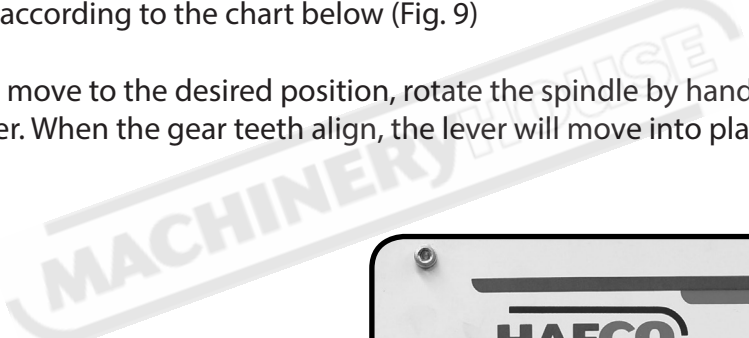 according to the chart below (Fig. 9)
move to the desired position, rotate the spindle by hand
er. When the gear teeth align, the lever will move into pla
MACHINERYHOUSE
HAFCO